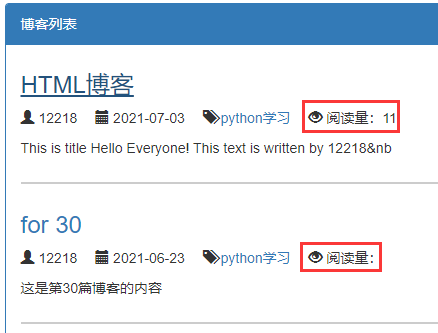 博客列表
HTML博客
12218 2021-07-03 python学习 阅读量：11
This is title Hello Everyone! This text is written by 12218&nb
for 30
12218 2021-06-23 python学习 阅读量：
这是第30篇博客的内容